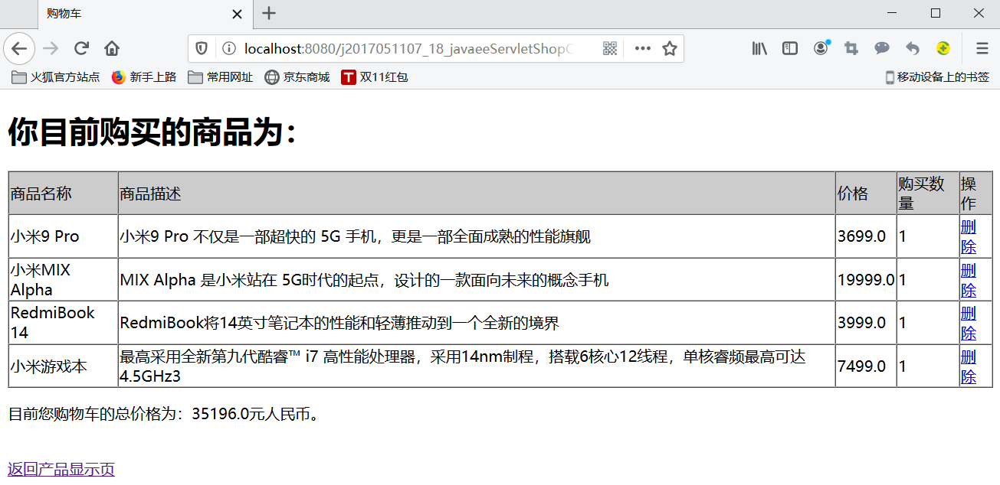 购物车
localhost:8080/j2017051107_18_javaeeServletShopC
火狐官方站点 新手上路 常用网址 京东商城 双11红包 移动设备上的书签
你目前购买的商品为：
商品名称 商品描述 价格 购买数
量 操
作
小米9 Pro 小米9 Pro 不仅是一部超快的 5G 手机，更是一部全面成熟的性能旗舰 3699.0 1 删
除
小米MIX
Alpha MIX Alpha 是小米站在 5G时代的起点，设计的一款面向未来的概念手机 19999.0 1 删
除
RedmiBook
14 RedmiBook将14英寸笔记本的性能和轻薄推动到一个全新的境界 3999.0 1 删
除
小米游戏本 最高采用全新第九代酷睿™ i7 高性能处理器，采用14nm制程，搭载6核心12线程，单核睿频最高可达
4.5GHz3 7499.0 1 删
除
目前您购物车的总价格为：35196.0元人民币。
返回产品显示页